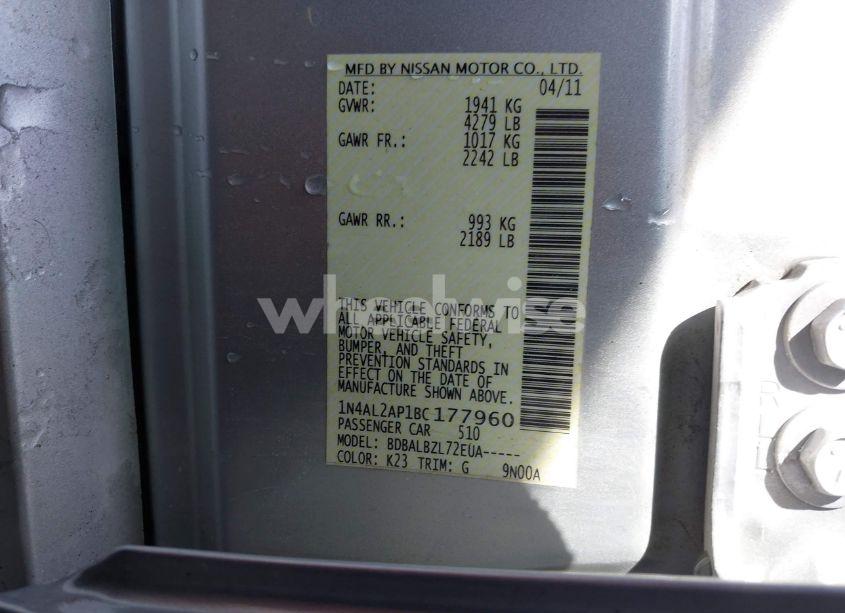 MFD BY NISSAN MOTOR CO., LTD.
DATE: 04/11
GVWR: 1941 KG
4279 LB
GAWR FR.: 1017 KG
2242 LB
GAWR RR.: 993 KG
2189 LB
THIS VEHICLE CONFORMS TO
ALL APPLICABLE FEDERAL
MOTOR VEHICLE SAFETY,
BUMPER, AND THEFT
PREVENTION STANDARDS IN
EFFECT ON THE DATE OF
MANUFACTURE SHOWN ABOVE.
1N4AL2AP1BC177960
PASSENGER CAR 510
MODEL: BDBALBZL72EUA-----
COLOR: K23 TRIM: G 9N00A
wheelwise